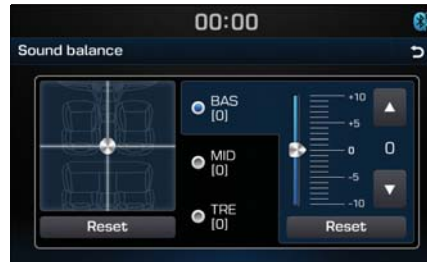 00:00
Sound balance
BAS
[0]
MID
[0]
TRE
[0]
+10
+5
0
-5
-10
0
Reset
Reset